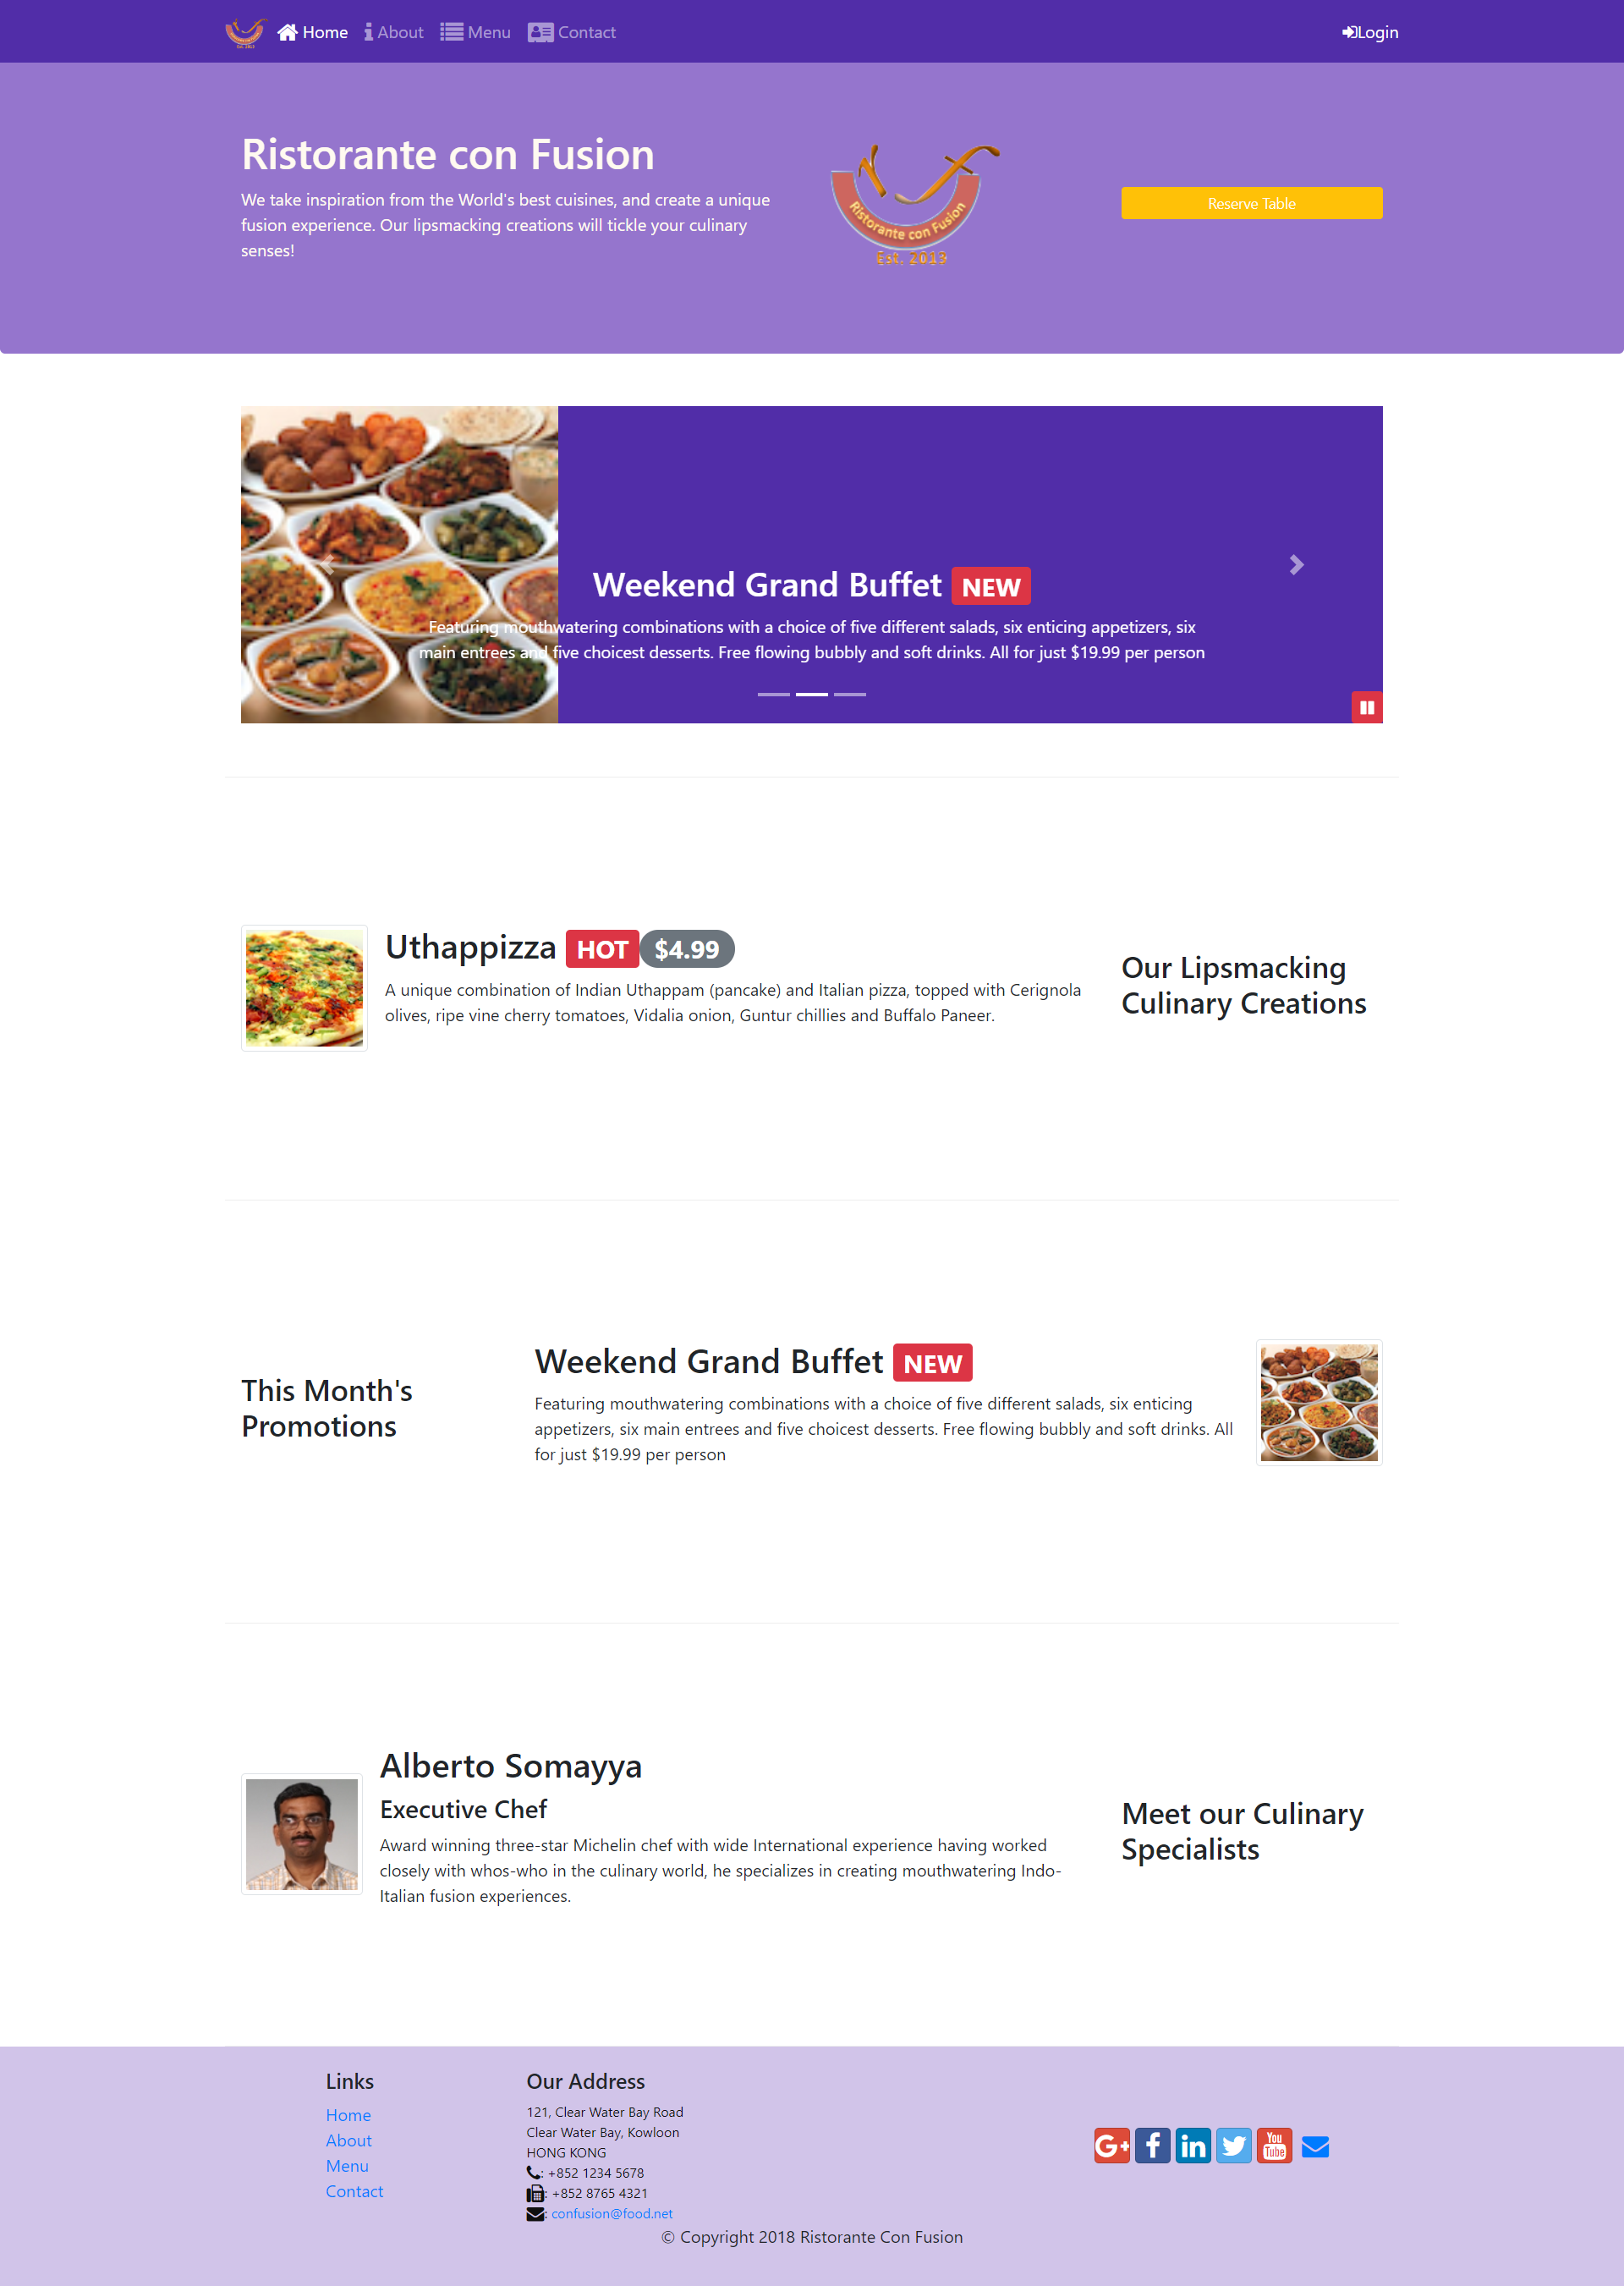 Home About Menu Contact Login
Ristorante con Fusion
We take inspiration from the World's best cuisines, and create a unique
fusion experience. Our lipsmacking creations will tickle your culinary
senses!
Ristorante con Fusion
Est. 2013
Reserve Table
Weekend Grand Buffet NEW
Featuring mouthwatering combinations with a choice of five different salads, six enticing appetizers, six
main entrees and five choicest desserts. Free flowing bubbly and soft drinks. All for just $19.99 per person
Uthappizza HOT $4.99
A unique combination of Indian Uthappam (pancake) and Italian pizza, topped with Cerignola
olives, ripe vine cherry tomatoes, Vidalia onion, Guntur chillies and Buffalo Paneer.
Our Lipsmacking
Culinary Creations
This Month's
Promotions
Weekend Grand Buffet NEW
Featuring mouthwatering combinations with a choice of five different salads, six enticing
appetizers, six main entrees and five choicest desserts. Free flowing bubbly and soft drinks. All
for just $19.99 per person
Alberto Somayya
Executive Chef
Award winning three-star Michelin chef with wide International experience having worked
closely with whos-who in the culinary world, he specializes in creating mouthwatering Indo-
Italian fusion experiences.
Meet our Culinary
Specialists
Links
Home
About
Menu
Contact
Our Address
121, Clear Water Bay Road
Clear Water Bay, Kowloon
HONG KONG
: +852 1234 5678
: +852 8765 4321
: confusion@food.net
G+ f in You Tube
© Copyright 2018 Ristorante Con Fusion